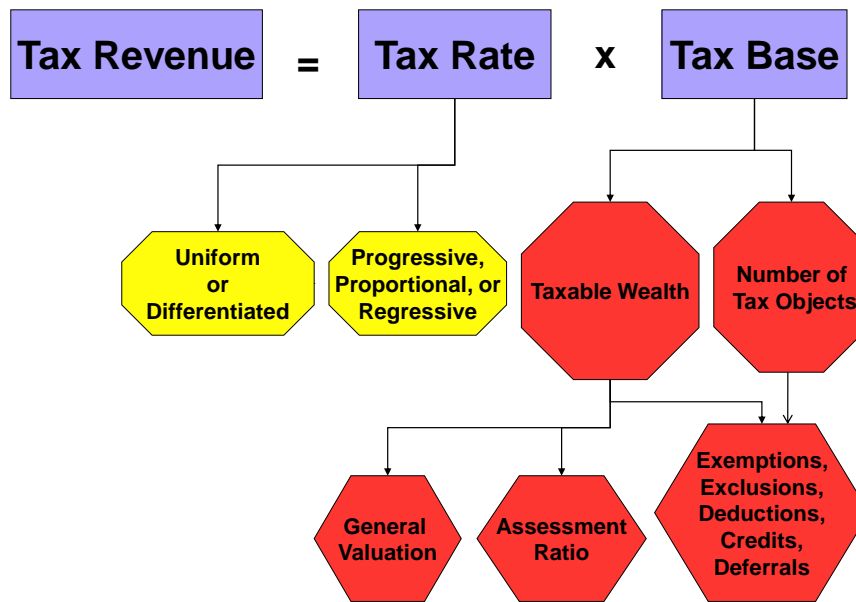 Tax Revenue = Tax Rate x Tax Base
Uniform
or
Differentiated
Progressive,
Proportional, or
Regressive
Taxable Wealth
Number of
Tax Objects
General
Valuation
Assessment
Ratio
Exemptions,
Exclusions,
Deductions,
Credits,
Deferrals